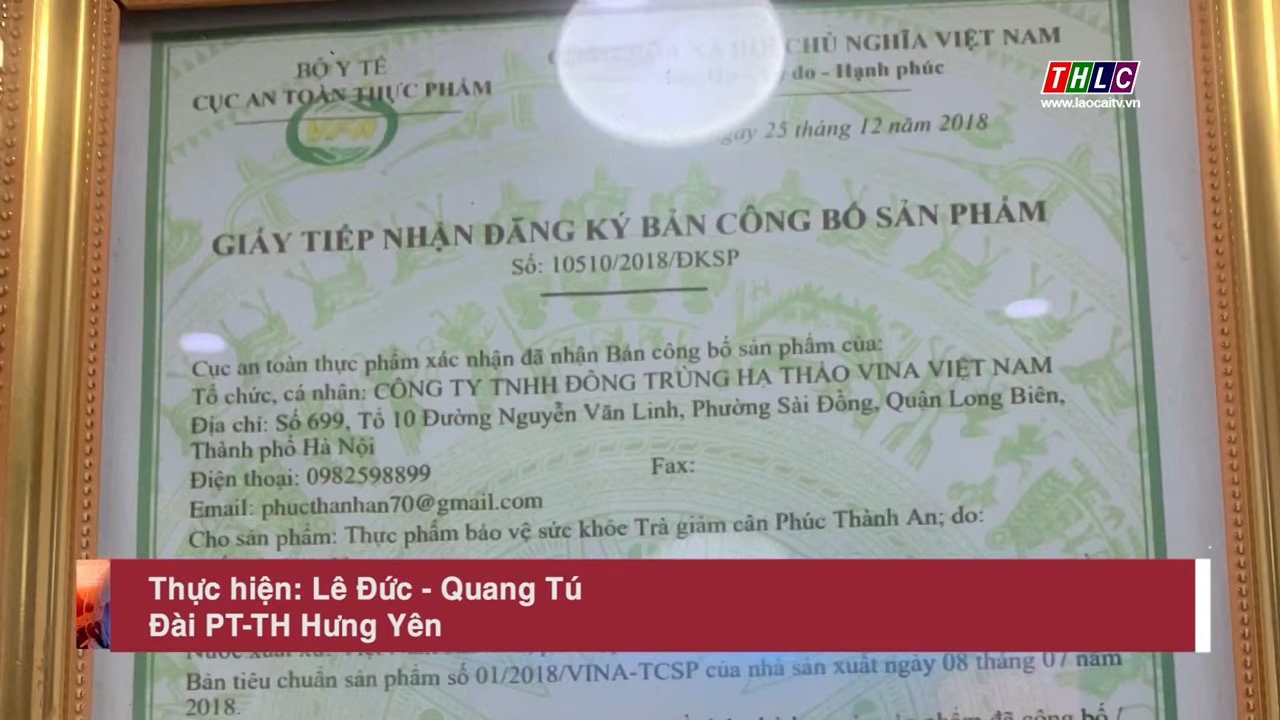 BỘ Y TẾ
CỤC AN TOÀN THỰC PHẨM
CHỦ NGHĨA VIỆT NAM
do - Hạnh phúc
THLC
www.laocaitv.vn
VFA
ngày 25 tháng 12 năm 2018
GIẤY TIẾP NHẬN ĐĂNG KÝ BẢN CÔNG BỐ SẢN PHẨM
Số: 10510/2018/ĐKSP
Cục an toàn thực phẩm xác nhận đã nhận Bản công bố sản phẩm của:
Tổ chức, cá nhân: CÔNG TY TNHH ĐÔNG TRÙNG HẠ THẢO VINA VIỆT NAM
Địa chỉ: Số 699, Tổ 10 Đường Nguyễn Văn Linh, Phường Sài Đồng, Quận Long Biên,
Thành phố Hà Nội
Điện thoại: 0982598899
Fax:
Email: phucthanhan70@gmail.com
Cho sản phẩm: Thực phẩm bảo vệ sức khỏe Trà giảm cân Phúc Thành An; do:
Thực hiện: Lê Đức - Quang Tú
Đài PT-TH Hưng Yên
Bản tiêu chuẩn sản phẩm số 01/2018/VINA-TCSP của nhà sản xuất ngày 08 tháng 07 năm
2018.